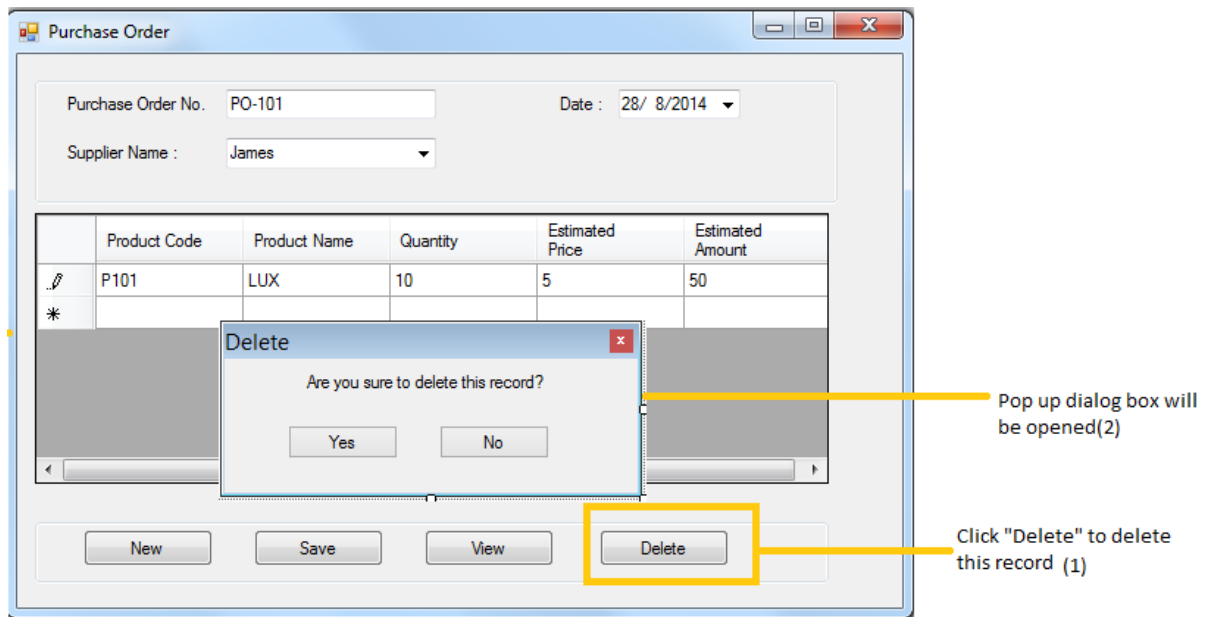 Purchase Order
Purchase Order No. PO-101 Date : 28/ 8/2014
Supplier Name : James
Product Code Product Name Quantity Estimated Price Estimated Amount
P101 LUX 10 5 50
Delete
Are you sure to delete this record?
Yes No
Pop up dialog box will
be opened(2)
New Save View Delete
Click "Delete" to delete
this record (1)